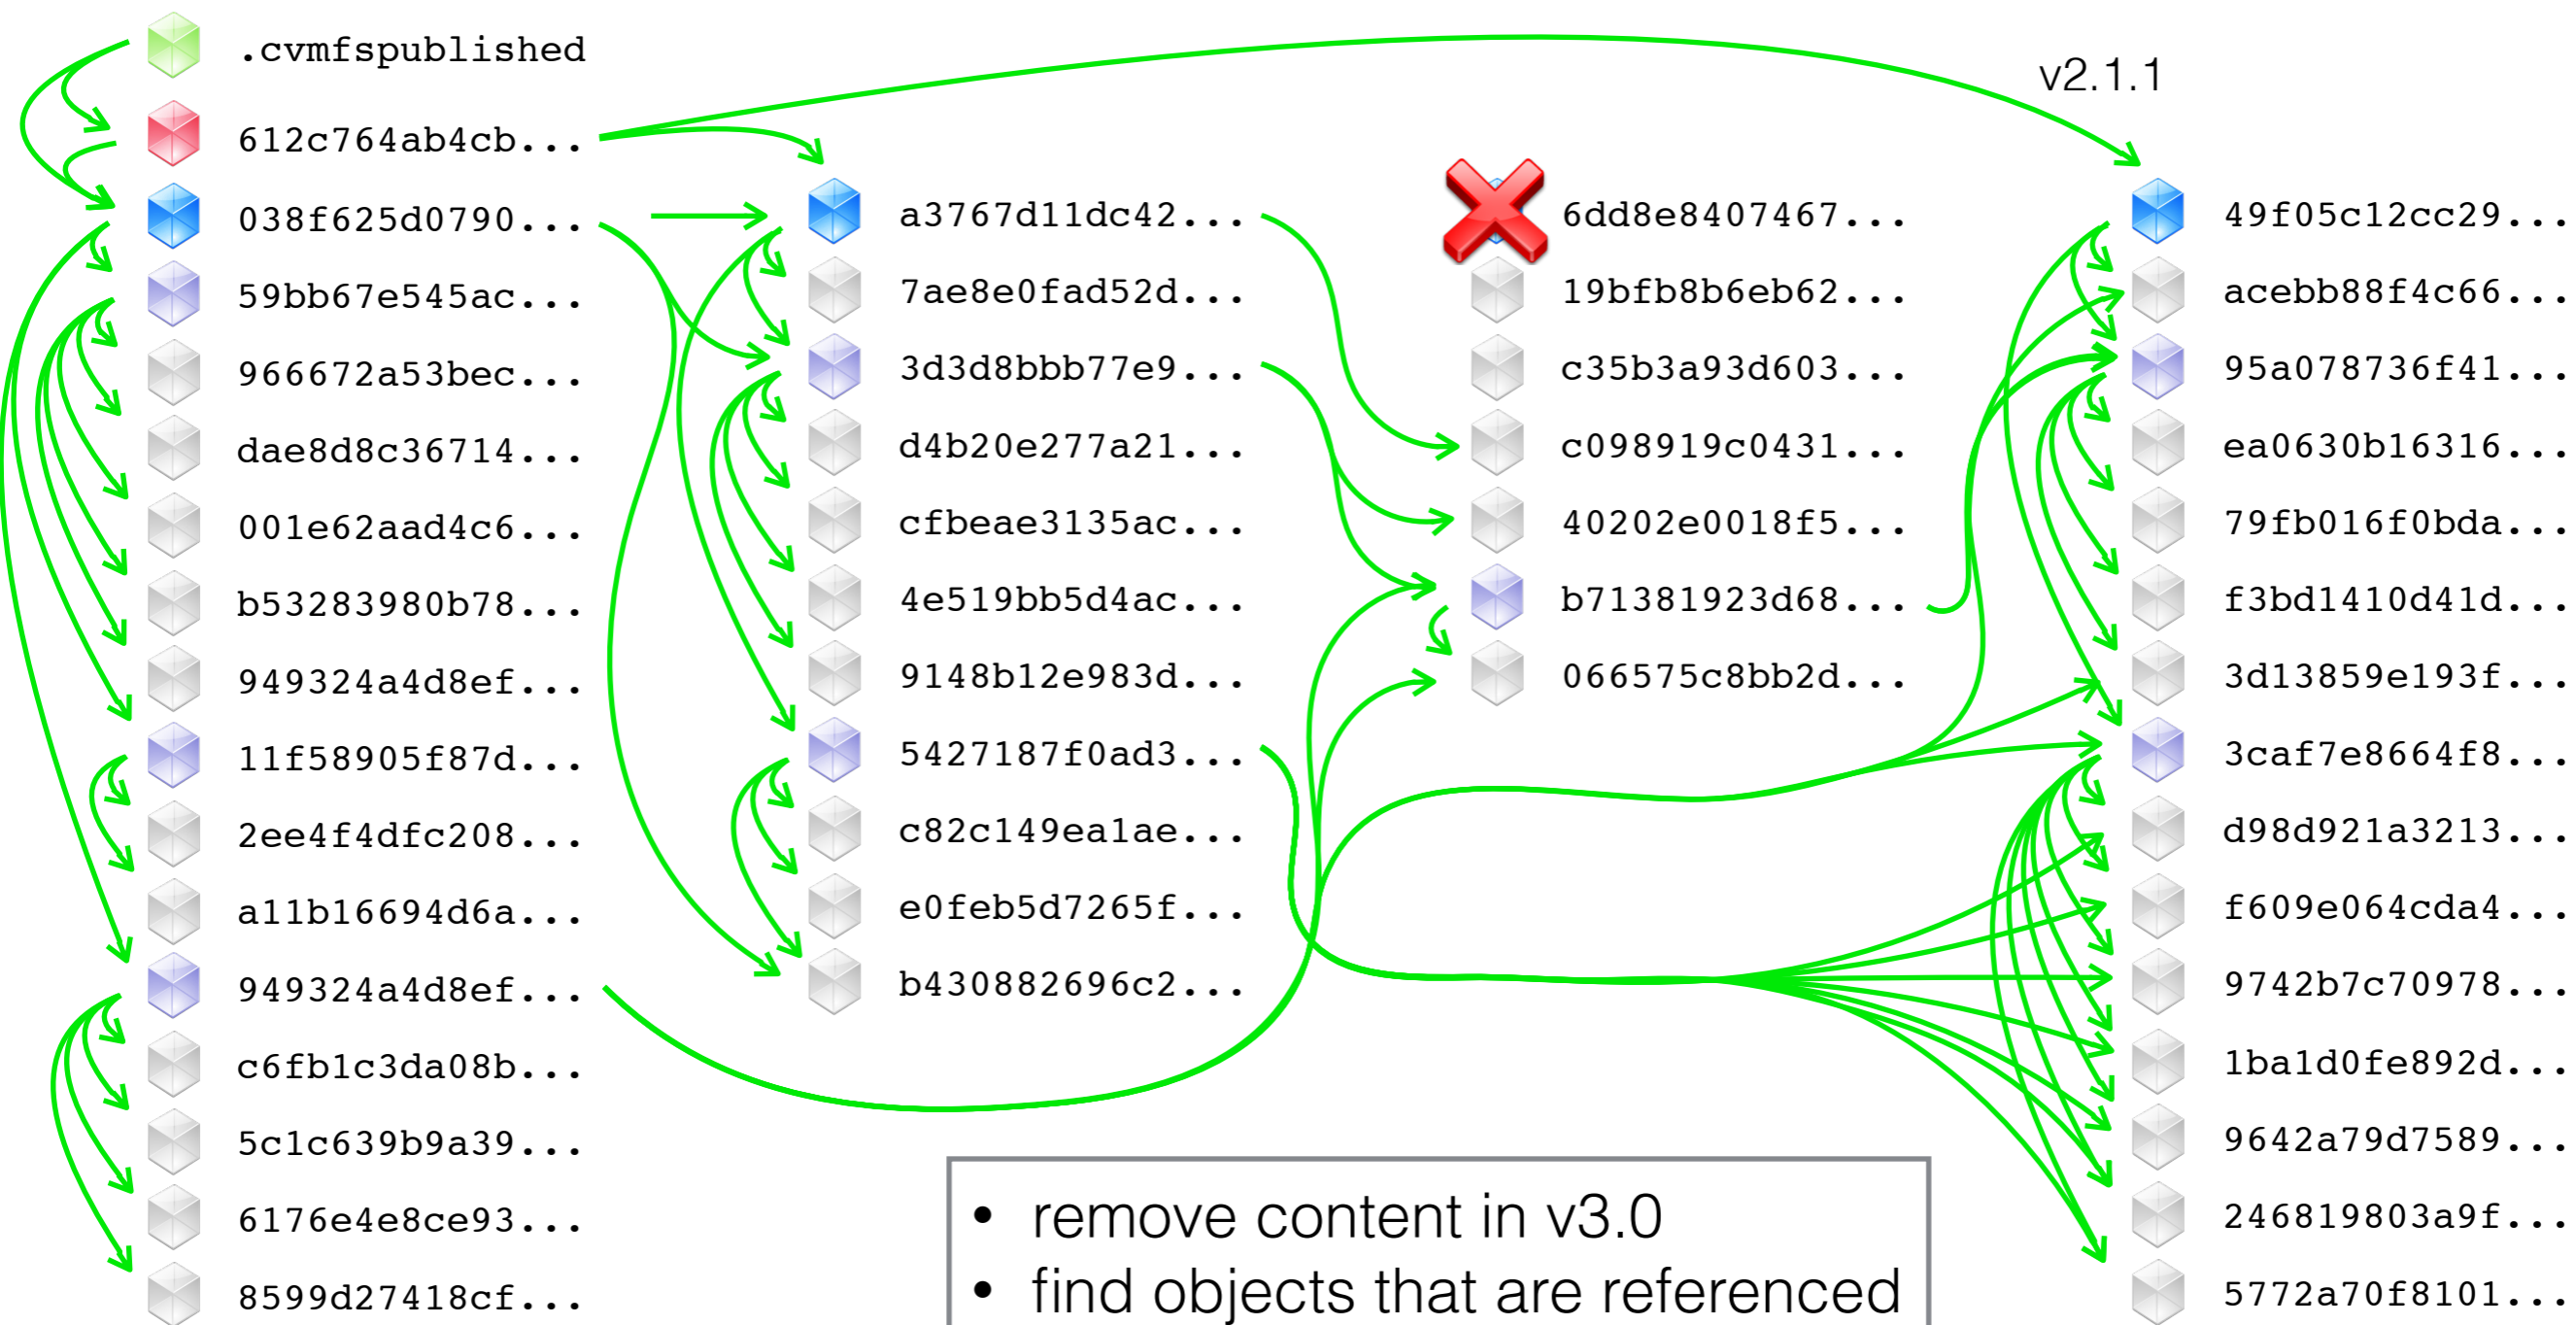 .cvmfspublished
612c764ab4cb...
038f625d0790...
59bb67e545ac...
966672a53bec...
dae8d8c36714...
001e62aad4c6...
b53283980b78...
949324a4d8ef...
11f58905f87d...
2ee4f4dfc208...
a11b16694d6a...
949324a4d8ef...
c6fb1c3da08b...
5c1c639b9a39...
6176e4e8ce93...
8599d27418cf...
a3767d11dc42...
7ae8e0fad52d...
3d3d8bbb77e9...
d4b20e277a21...
cfbeae3135ac...
4e519bb5d4ac...
9148b12e983d...
5427187f0ad3...
c82c149ea1ae...
e0feb5d7265f...
b430882696c2...
6dd8e8407467...
19bfb8b6eb62...
c35b3a93d603...
c098919c0431...
40202e0018f5...
b71381923d68...
066575c8bb2d...
v2.1.1
49f05c12cc29...
acebb88f4c66...
95a078736f41...
ea0630b16316...
79fb016f0bda...
f3bd1410d41d...
3d13859e193f...
3caf7e8664f8...
d98d921a3213...
f609e064cda4...
9742b7c70978...
1ba1d0fe892d...
9642a79d7589...
246819803a9f...
5772a70f8101...
• remove content in v3.0
• find objects that are referenced